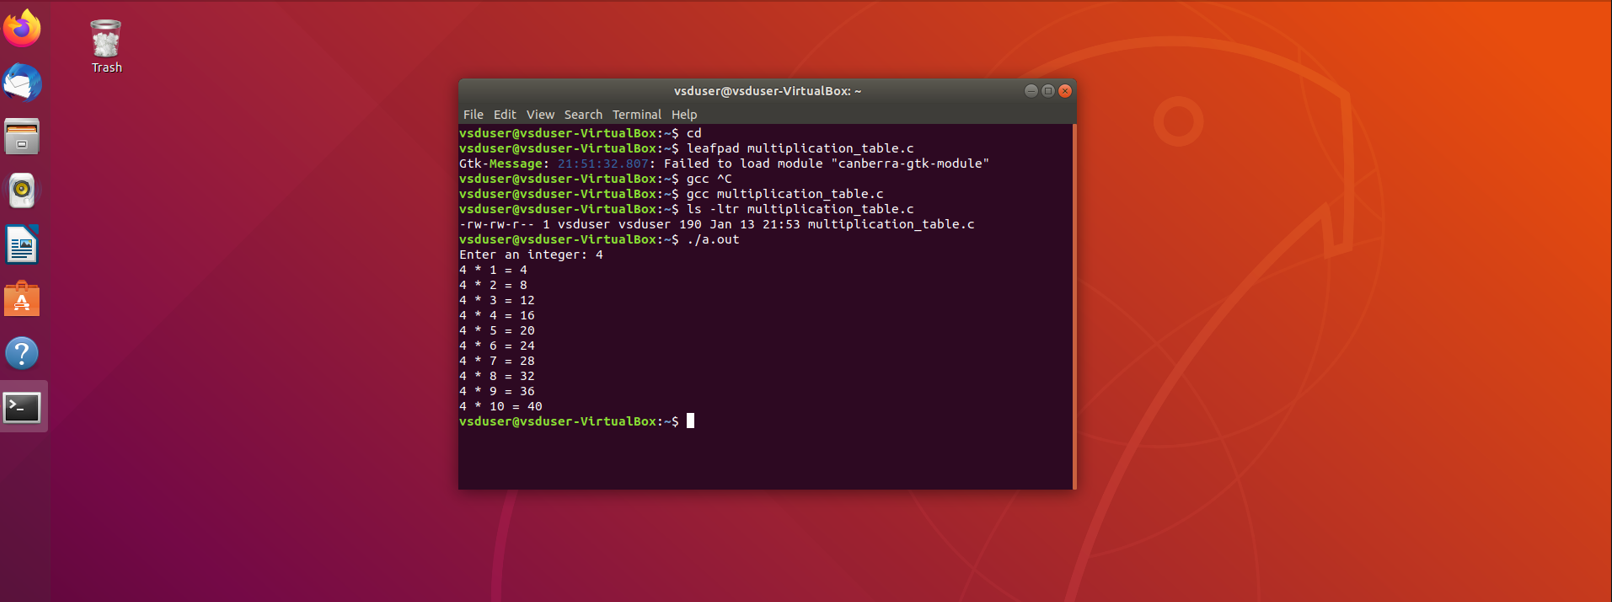 Trash
vsduser@vsduser-VirtualBox: ~
File Edit View Search Terminal Help
vsduser@vsduser-VirtualBox:~$ cd
vsduser@vsduser-VirtualBox:~$ leafpad multiplication_table.c
Gtk-Message: 21:51:32.807: Failed to load module "canberra-gtk-module"
vsduser@vsduser-VirtualBox:~$ gcc ^C
vsduser@vsduser-VirtualBox:~$ gcc multiplication_table.c
vsduser@vsduser-VirtualBox:~$ ls -ltr multiplication_table.c
-rw-rw-r-- 1 vsduser vsduser 190 Jan 13 21:53 multiplication_table.c
vsduser@vsduser-VirtualBox:~$ ./a.out
Enter an integer: 4
4 * 1 = 4
4 * 2 = 8
4 * 3 = 12
4 * 4 = 16
4 * 5 = 20
4 * 6 = 24
4 * 7 = 28
4 * 8 = 32
4 * 9 = 36
4 * 10 = 40
vsduser@vsduser-VirtualBox:~$